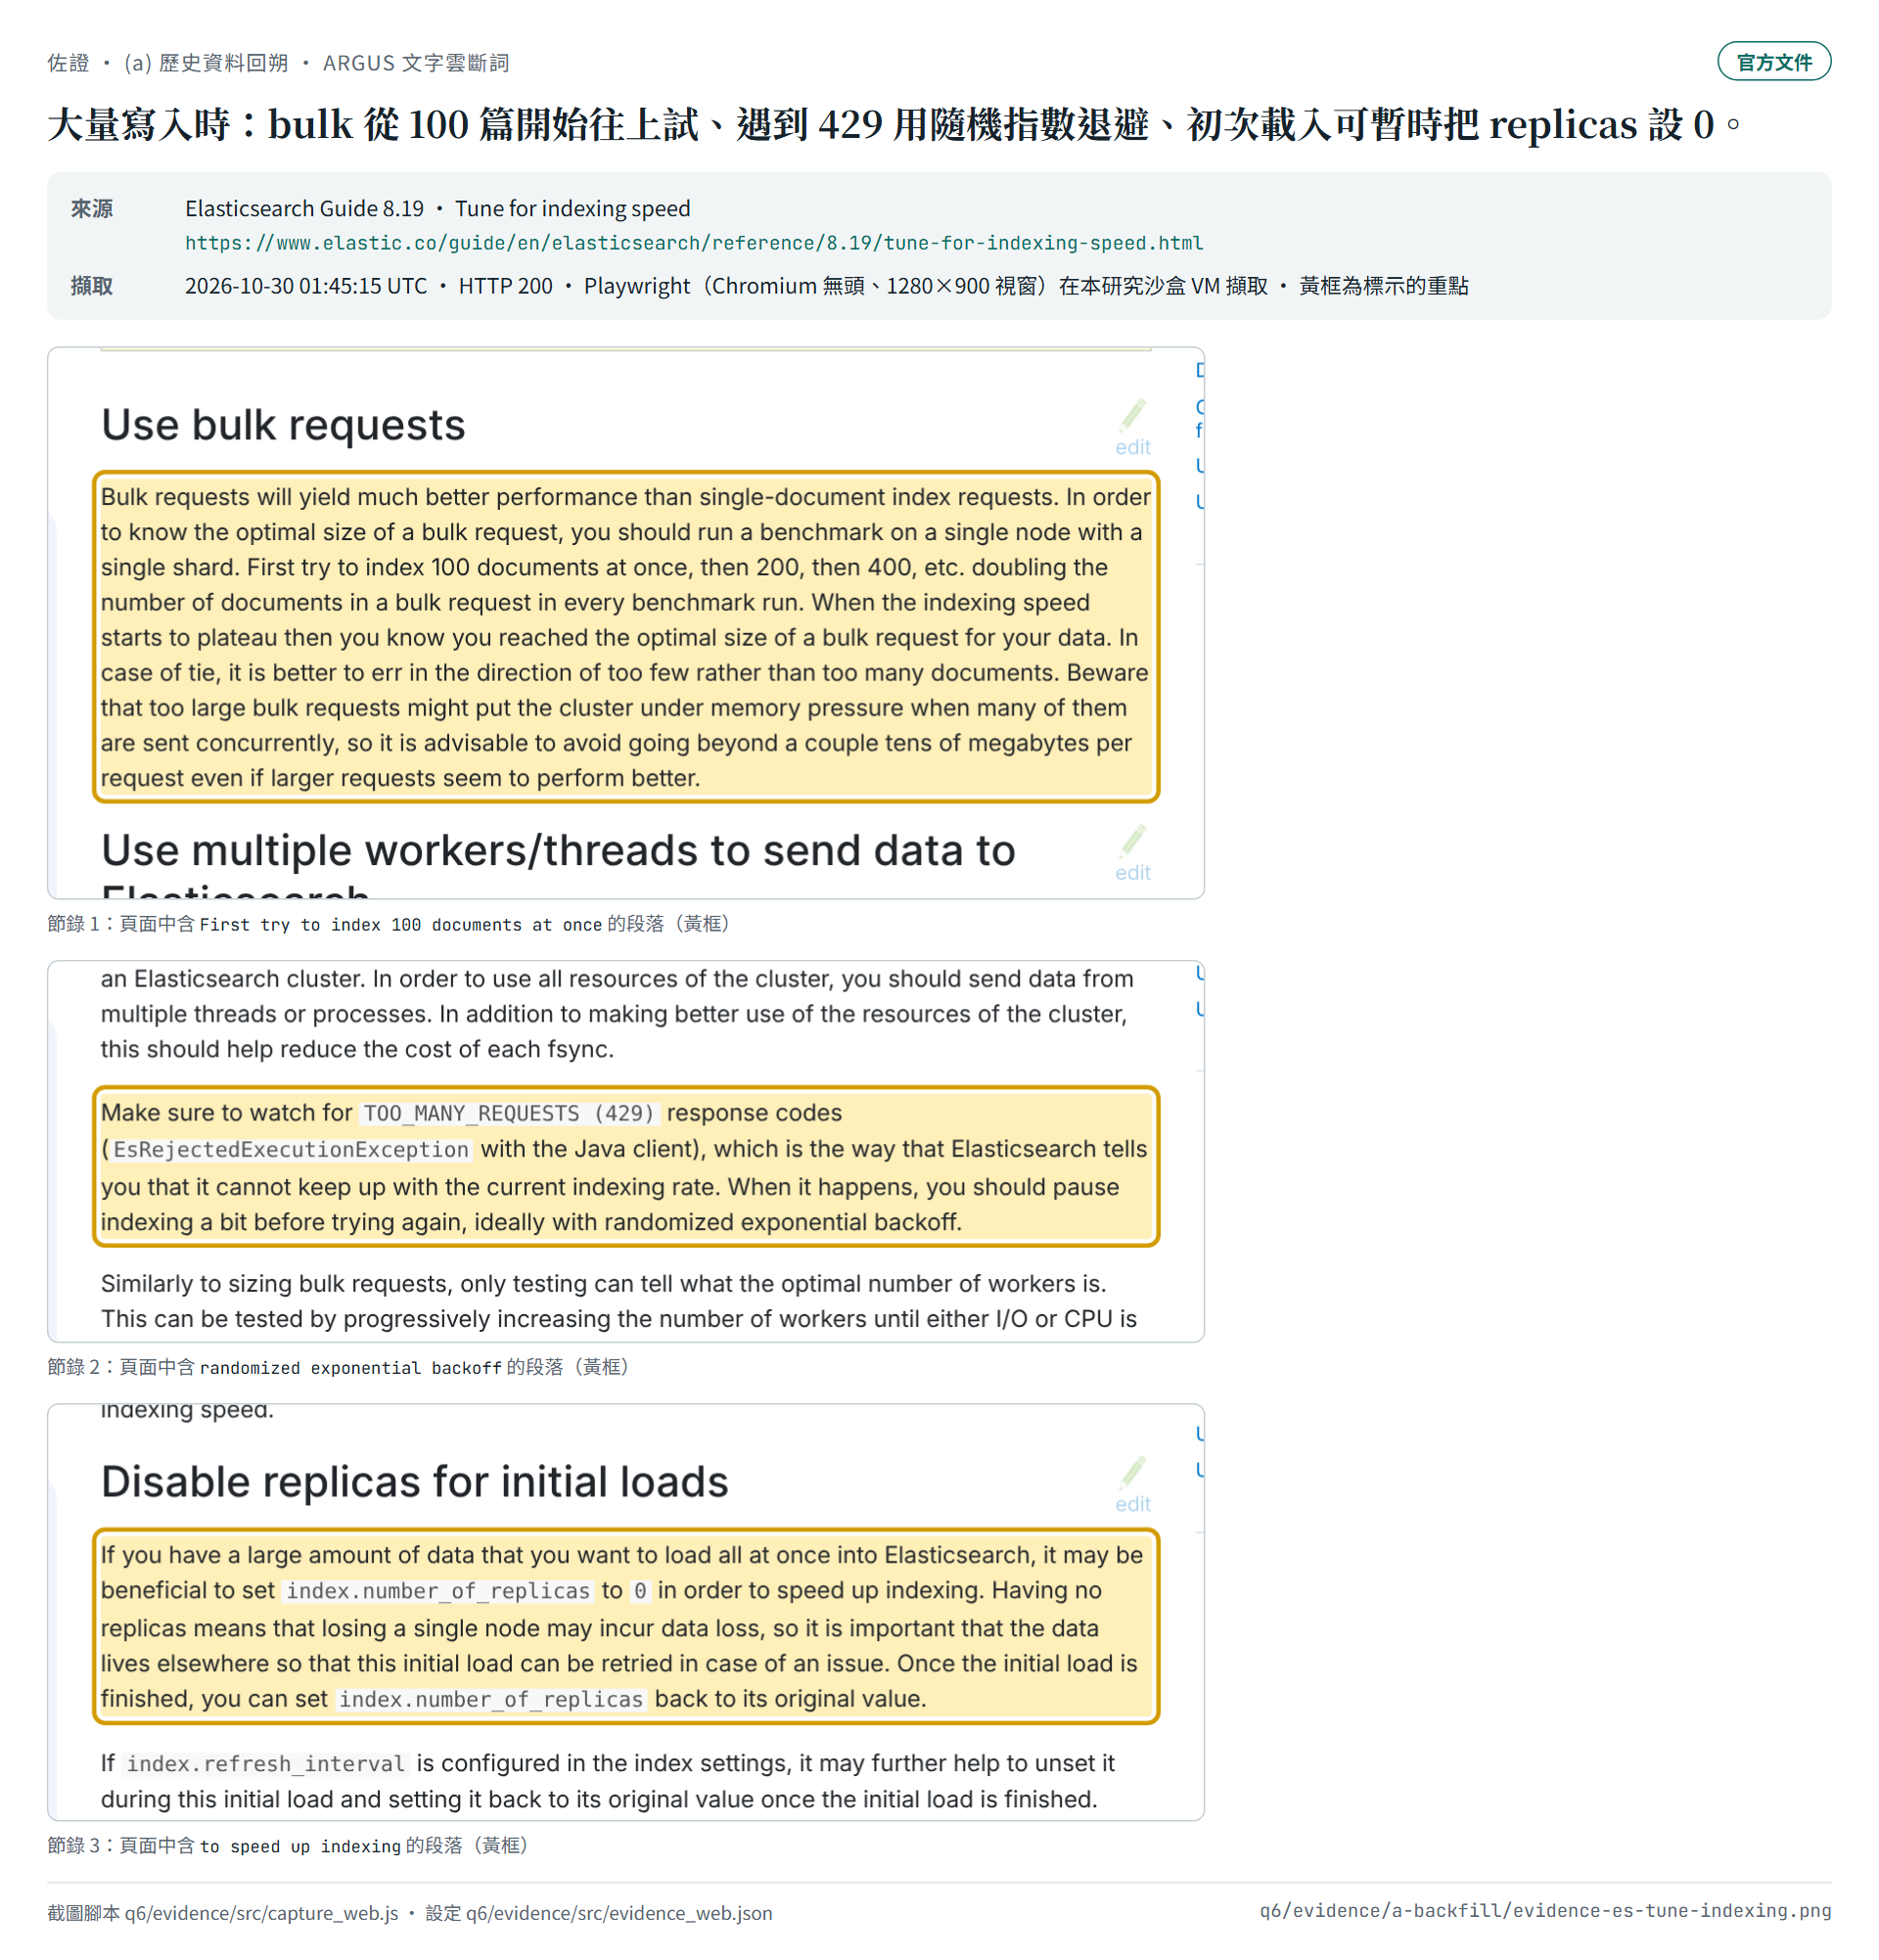 佐證 · (a) 歷史資料回朔 · ARGUS 文字雲斷詞
官方文件
大量寫入時：bulk 從 100 篇開始往上試、遇到 429 用隨機指數退避、初次載入可暫時把 replicas 設 0。
來源
Elasticsearch Guide 8.19 · Tune for indexing speed
https://www.elastic.co/guide/en/elasticsearch/reference/8.19/tune-for-indexing-speed.html
擷取
2026-10-30 01:45:15 UTC · HTTP 200 · Playwright（Chromium 無頭、1280×900 視窗）在本研究沙盒 VM 擷取 · 黃框為標示的重點
Use bulk requests
edit
Bulk requests will yield much better performance than single-document index requests. In order
to know the optimal size of a bulk request, you should run a benchmark on a single node with a
single shard. First try to index 100 documents at once, then 200, then 400, etc. doubling the
number of documents in a bulk request in every benchmark run. When the indexing speed
starts to plateau then you know you reached the optimal size of a bulk request for your data. In
case of tie, it is better to err in the direction of too few rather than too many documents. Beware
that too large bulk requests might put the cluster under memory pressure when many of them
are sent concurrently, so it is advisable to avoid going beyond a couple tens of megabytes per
request even if larger requests seem to perform better.
Use multiple workers/threads to send data to
edit
Elasticsearch
節錄 1：頁面中含 First try to index 100 documents at once 的段落（黃框）
an Elasticsearch cluster. In order to use all resources of the cluster, you should send data from
multiple threads or processes. In addition to making better use of the resources of the cluster,
this should help reduce the cost of each fsync.
Make sure to watch for TOO_MANY_REQUESTS (429) response codes
(EsRejectedExecutionException with the Java client), which is the way that Elasticsearch tells
you that it cannot keep up with the current indexing rate. When it happens, you should pause
indexing a bit before trying again, ideally with randomized exponential backoff.
Similarly to sizing bulk requests, only testing can tell what the optimal number of workers is.
This can be tested by progressively increasing the number of workers until either I/O or CPU is
節錄 2：頁面中含 randomized exponential backoff 的段落（黃框）
indexing speed.
Disable replicas for initial loads
edit
If you have a large amount of data that you want to load all at once into Elasticsearch, it may be
beneficial to set index.number_of_replicas to 0 in order to speed up indexing. Having no
replicas means that losing a single node may incur data loss, so it is important that the data
lives elsewhere so that this initial load can be retried in case of an issue. Once the initial load is
finished, you can set index.number_of_replicas back to its original value.
If index.refresh_interval is configured in the index settings, it may further help to unset it
during this initial load and setting it back to its original value once the initial load is finished.
節錄 3：頁面中含 to speed up indexing 的段落（黃框）
截圖腳本 q6/evidence/src/capture_web.js · 設定 q6/evidence/src/evidence_web.json
q6/evidence/a-backfill/evidence-es-tune-indexing.png